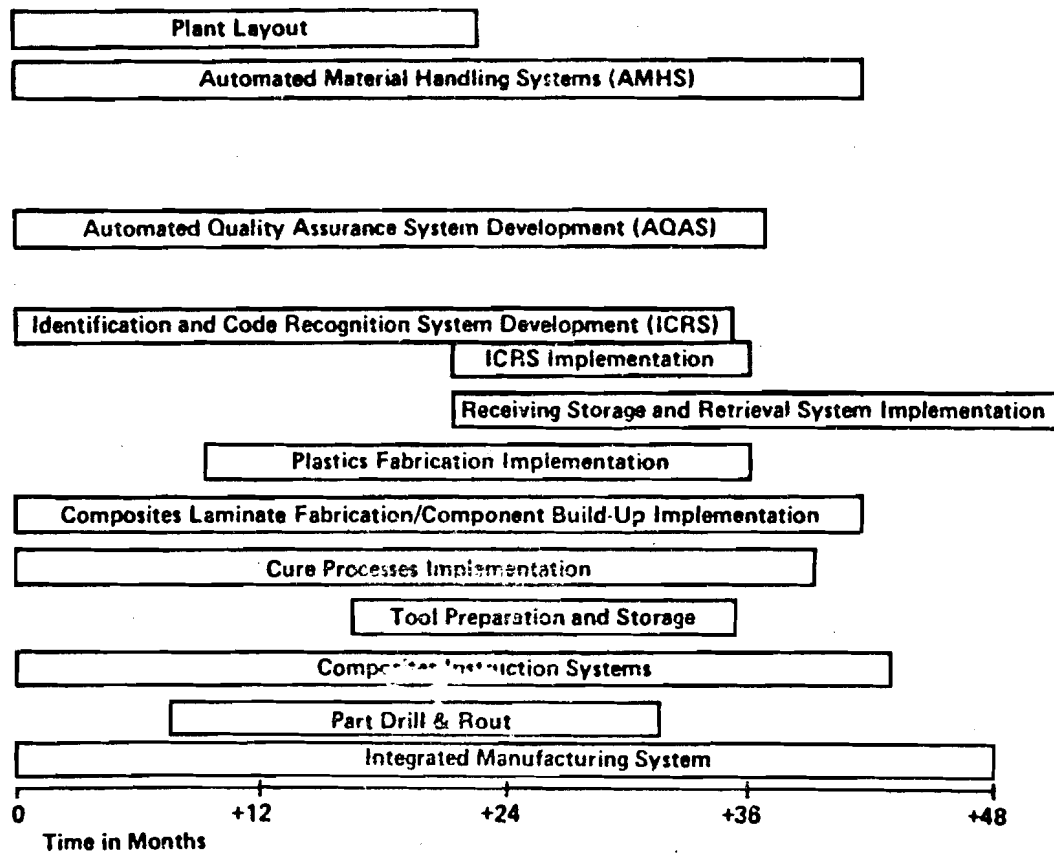 Plant Layout
Automated Material Handling Systems (AMHS)
Automated Quality Assurance System Development (AQAS)
Identification and Code Recognition System Development (ICRS)
ICRS Implementation
Receiving Storage and Retrieval System Implementation
Plastics Fabrication Implementation
Composites Laminate Fabrication/Component Build-Up Implementation
Cure Processes Implementation
Tool Preparation and Storage
Composites Instruction Systems
Part Drill & Rout
Integrated Manufacturing System
0 +12 +24 +36 +48
Time in Months